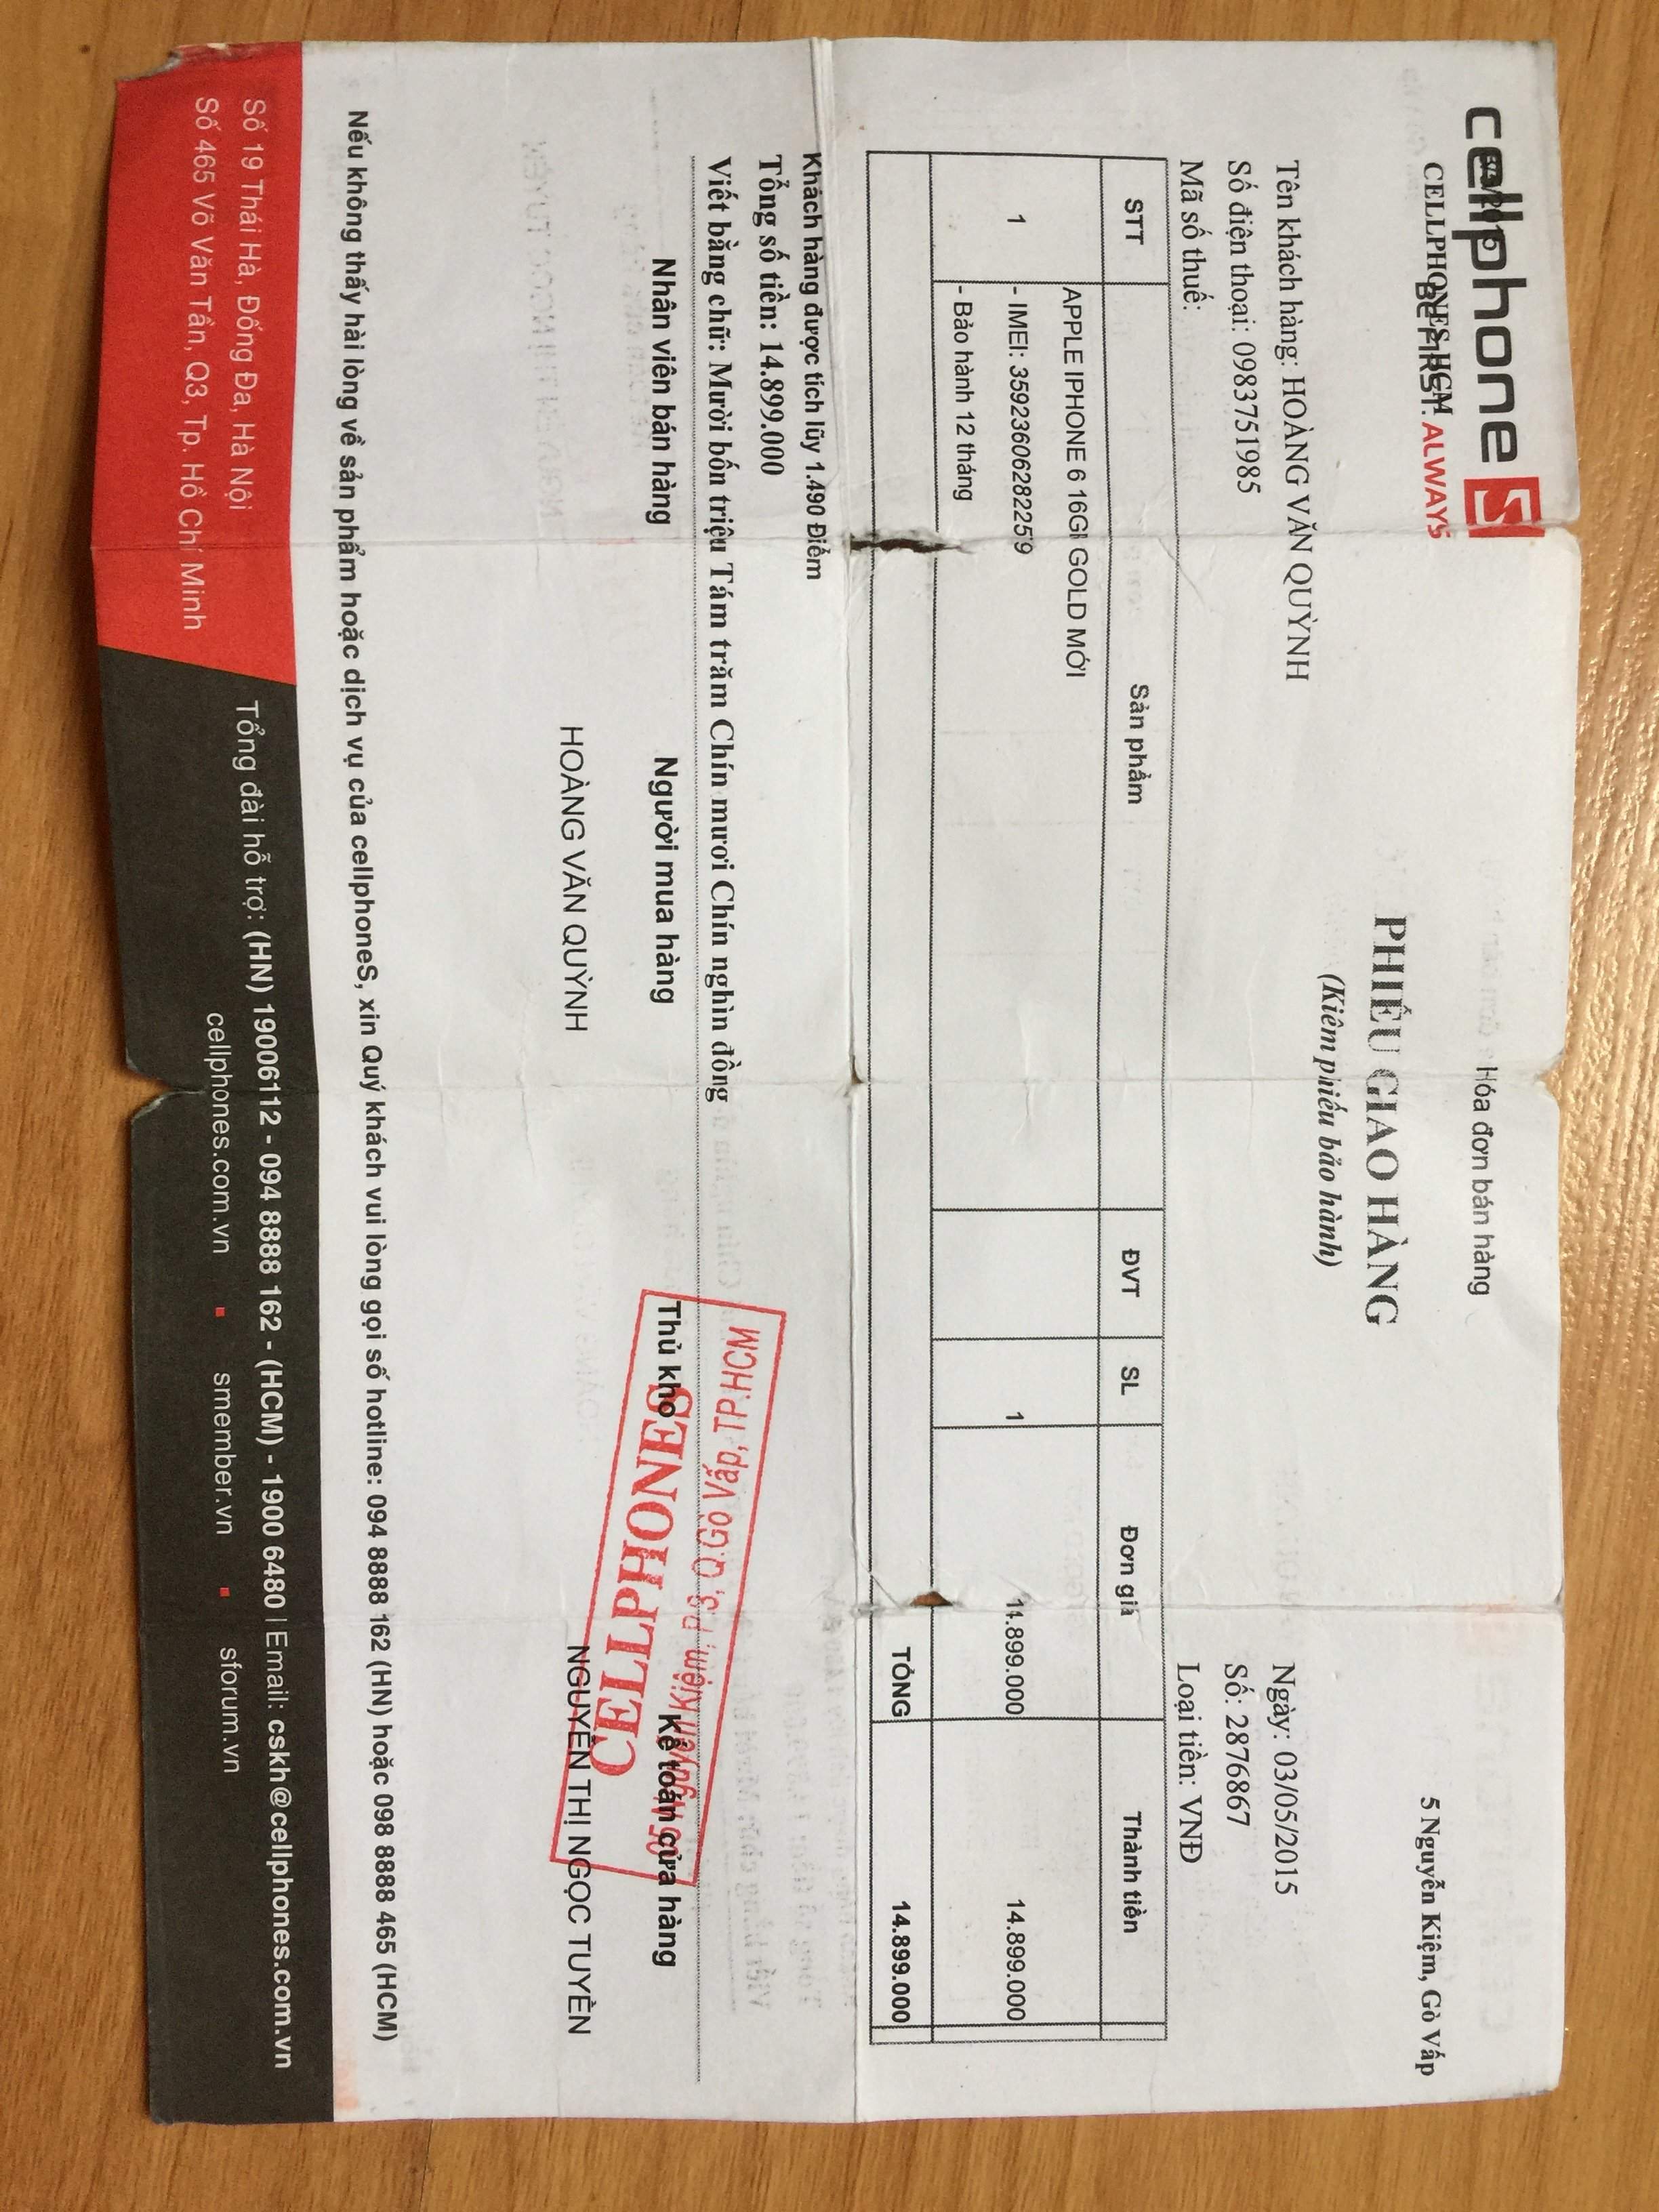 cellphone S
Hóa đơn bán hàng
CELLPHONES HCM
BE FIRST. ALWAYS
5 Nguyễn Kiệm, Gò Vấp
PHIẾU GIAO HÀNG
(Kiêm phiếu bảo hành)
Tên khách hàng: HOÀNG VĂN QUỲNH
Ngày: 03/05/2015
Số điện thoại: 0983751985
Số: 2876867
Mã số thuế:
Loại tiền: VNĐ
STT Sản phẩm ĐVT SL Đơn giá Thành tiền
APPLE IPHONE 6 16GB GOLD MỚI
1 - IMEI: 359236062822559 1 14.899.000 14.899.000
- Bảo hành 12 tháng
TỔNG 14.899.000
Khách hàng được tích lũy 1.490 Điểm
Tổng số tiền: 14.899.000
Viết bằng chữ: Mười bốn triệu Tám trăm Chín mươi Chín nghìn đồng
Nhân viên bán hàng Người mua hàng Thủ kho Kế toán cửa hàng
CELLPHONES
Nguyễn Kiệm, P3, Q.Gò Vấp, TP.HCM
HOÀNG VĂN QUỲNH NGUYỄN THỊ NGỌC TUYỀN
Nếu không thấy hài lòng về sản phẩm hoặc dịch vụ của cellphoneS, xin Quý khách vui lòng gọi số hotline: 094 8888 162 (HN) hoặc 098 8888 465 (HCM)
Số 19 Thái Hà, Đống Đa, Hà Nội
Số 465 Võ Văn Tần, Q3, Tp. Hồ Chí Minh
Tổng đài hỗ trợ: (HN) 19006112 - 094 8888 162 - (HCM) - 1900 6480 | Email: cskh@cellphones.com.vn
cellphones.com.vn ▪ smember.vn ▪ sforum.vn